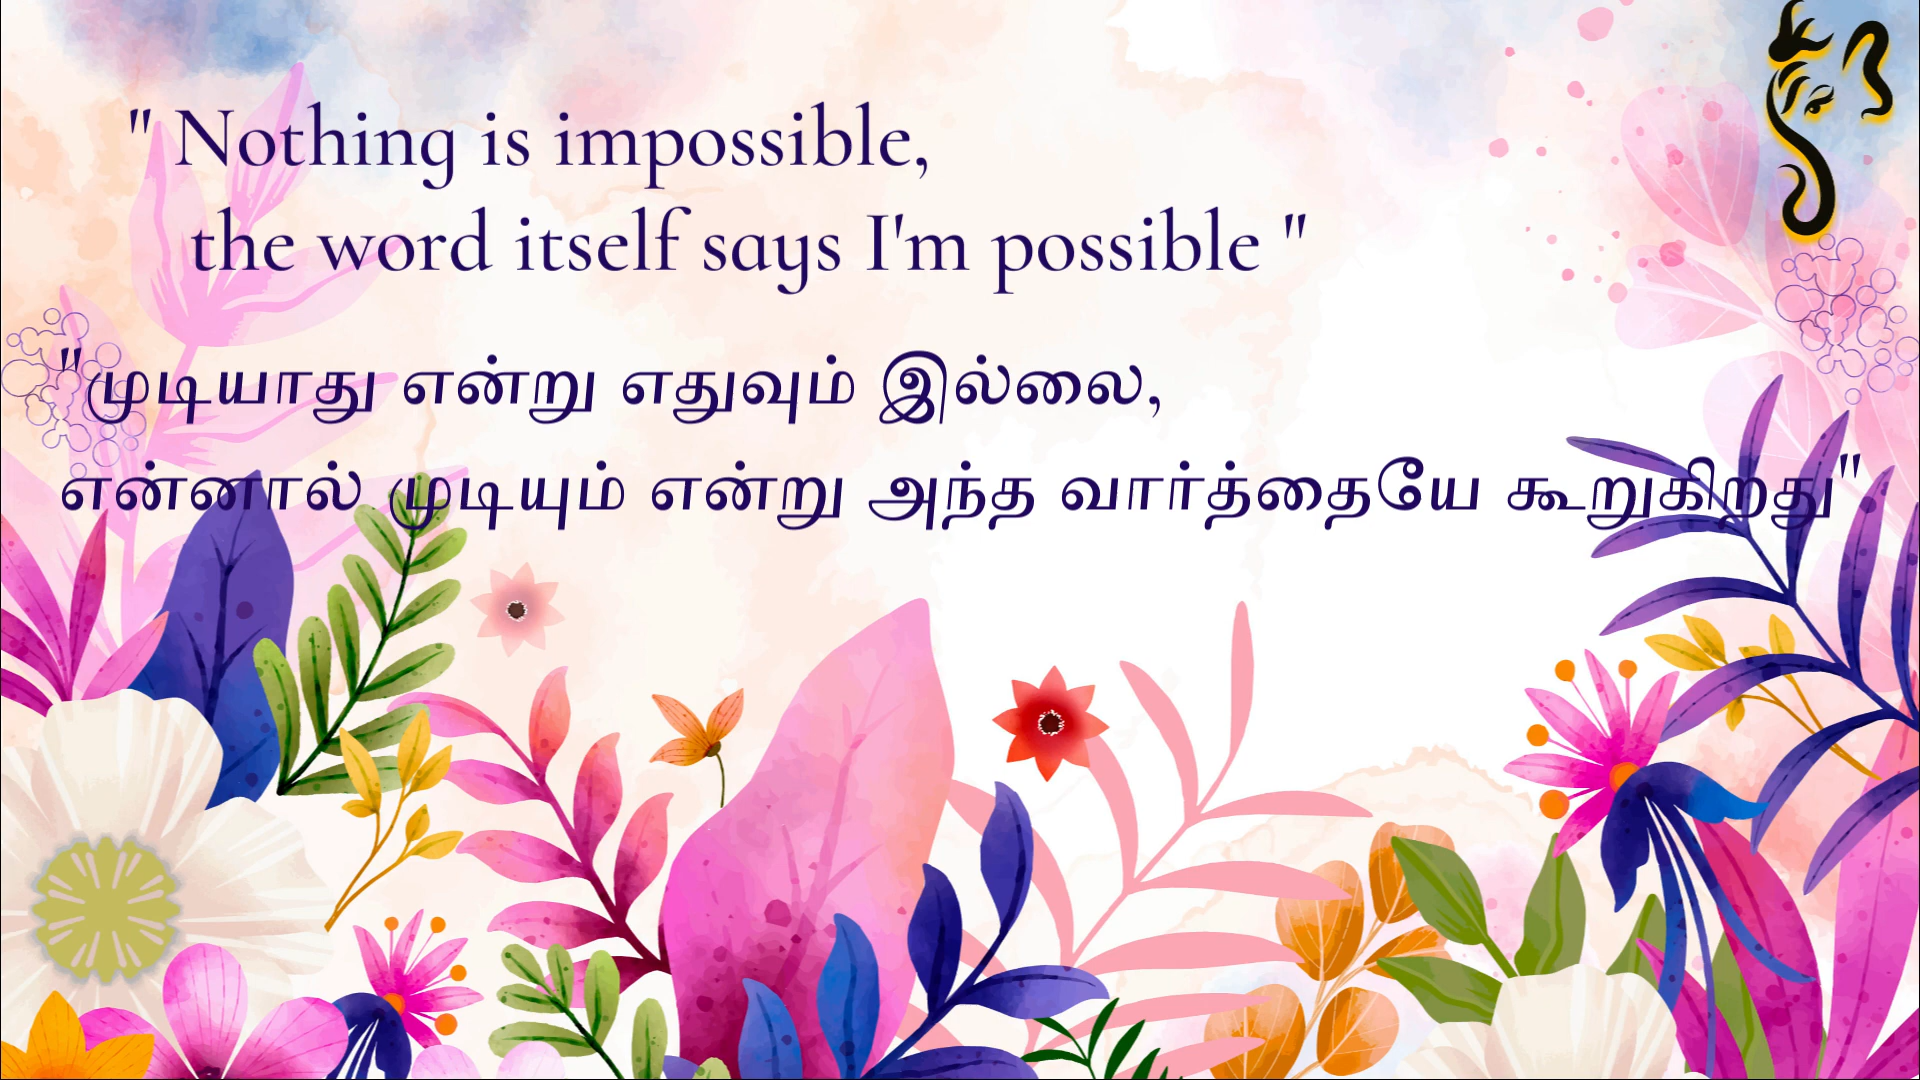 " Nothing is impossible,
the word itself says I'm possible "
"முடியாது என்று எதுவும் இல்லை,
என்னால் முடியும் என்று அந்த வார்த்தையே கூறுகிறது"